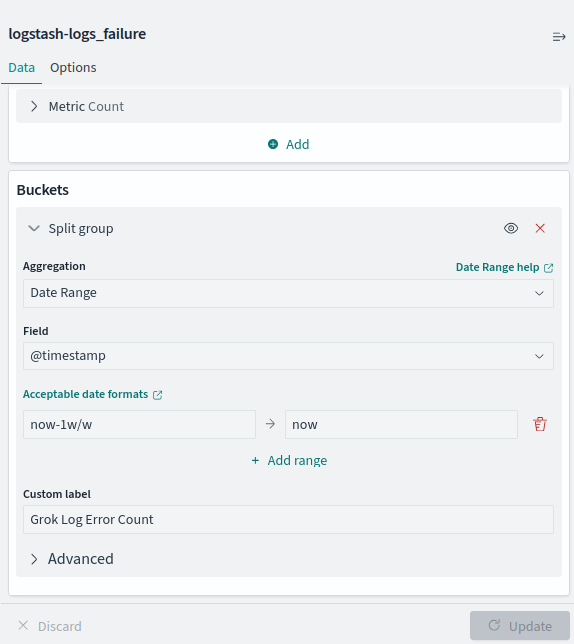 logstash-logs_failure
Data Options
Metric Count
Add
Buckets
Split group
Aggregation Date Range help
Date Range
Field
@timestamp
Acceptable date formats
now-1w/w → now
+ Add range
Custom label
Grok Log Error Count
Advanced
Discard Update